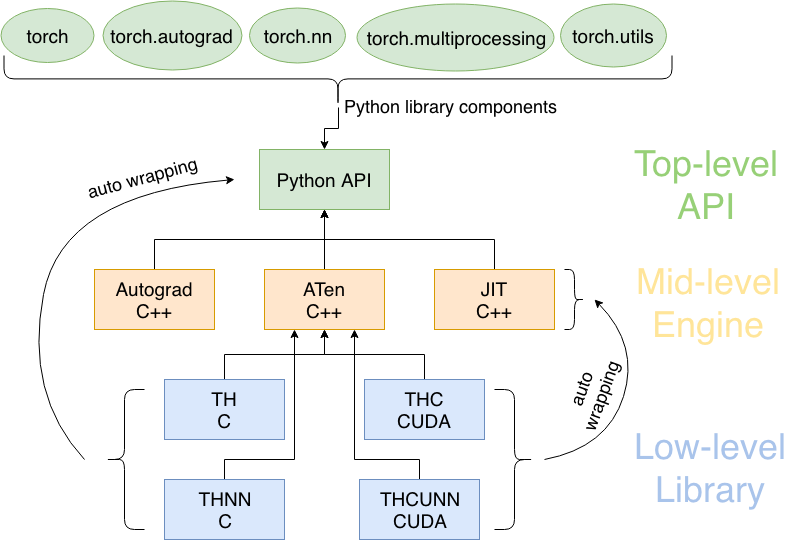 torch
torch.autograd
torch.nn
torch.multiprocessing
torch.utils
Python library components
auto wrapping
Python API
Top-level
API
Autograd
C++
ATen
C++
JIT
C++
Mid-level
Engine
auto
wrapping
TH
C
THC
CUDA
Low-level
Library
THNN
C
THCUNN
CUDA